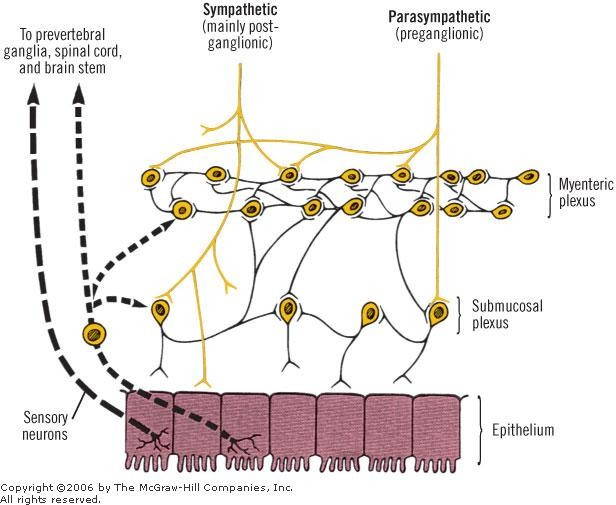 Sympathetic
(mainly post-
ganglionic)
Parasympathetic
(preganglionic)
To prevertebral
ganglia, spinal cord,
and brain stem
Myenteric
plexus
Submucosal
plexus
Sensory
neurons
Epithelium
Copyright ©2006 by The McGraw-Hill Companies, Inc.
All rights reserved.